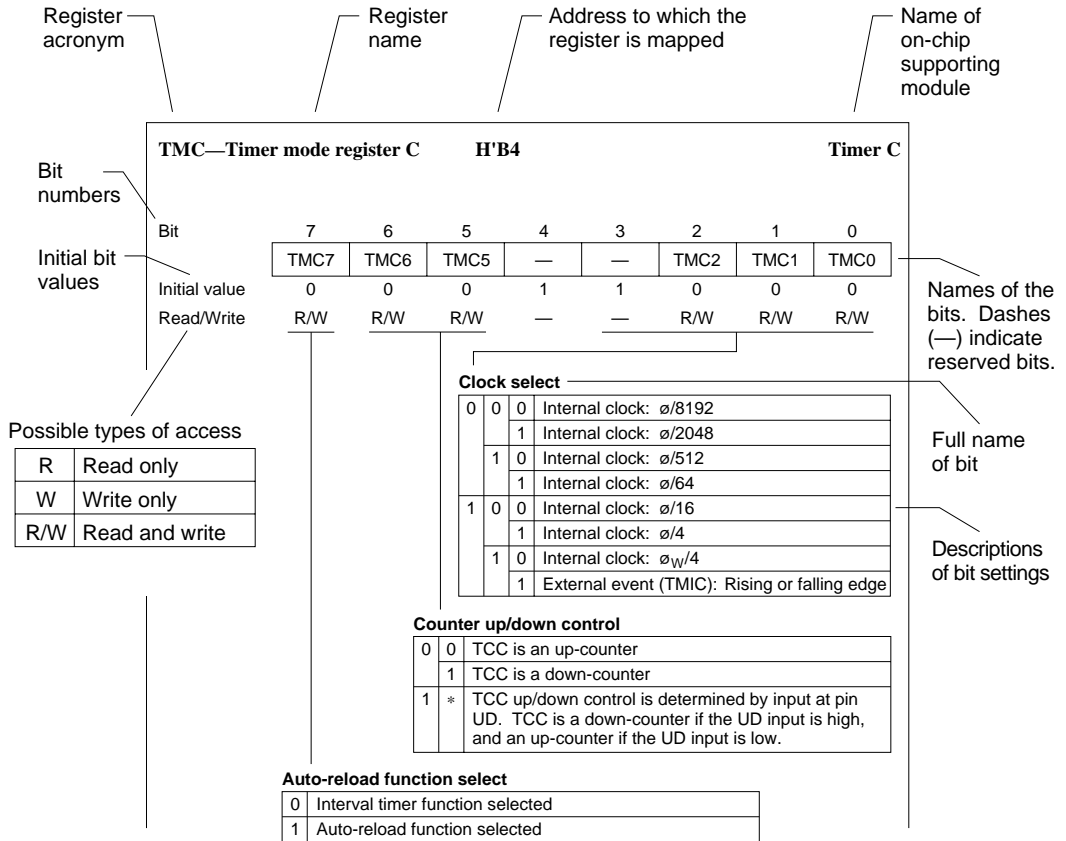 Register
acronym
Register
name
Address to which the
register is mapped
Name of
on-chip
supporting
module
TMC—Timer mode register C H'B4 Timer C
Bit
numbers
Bit 7 6 5 4 3 2 1 0
Initial bit
values
TMC7 TMC6 TMC5 — — TMC2 TMC1 TMC0
Initial value 0 0 0 1 1 0 0 0
Read/Write R/W R/W R/W — — R/W R/W R/W
Names of the
bits. Dashes
(—) indicate
reserved bits.
Clock select
0 0 0 Internal clock: ø/8192
1 Internal clock: ø/2048
1 0 Internal clock: ø/512
1 Internal clock: ø/64
1 0 0 Internal clock: ø/16
1 Internal clock: ø/4
1 0 Internal clock: øW/4
1 External event (TMIC): Rising or falling edge
Full name
of bit
Descriptions
of bit settings
Possible types of access
R Read only
W Write only
R/W Read and write
Counter up/down control
0 0 TCC is an up-counter
1 TCC is a down-counter
1 * TCC up/down control is determined by input at pin
UD. TCC is a down-counter if the UD input is high,
and an up-counter if the UD input is low.
Auto-reload function select
0 Interval timer function selected
1 Auto-reload function selected